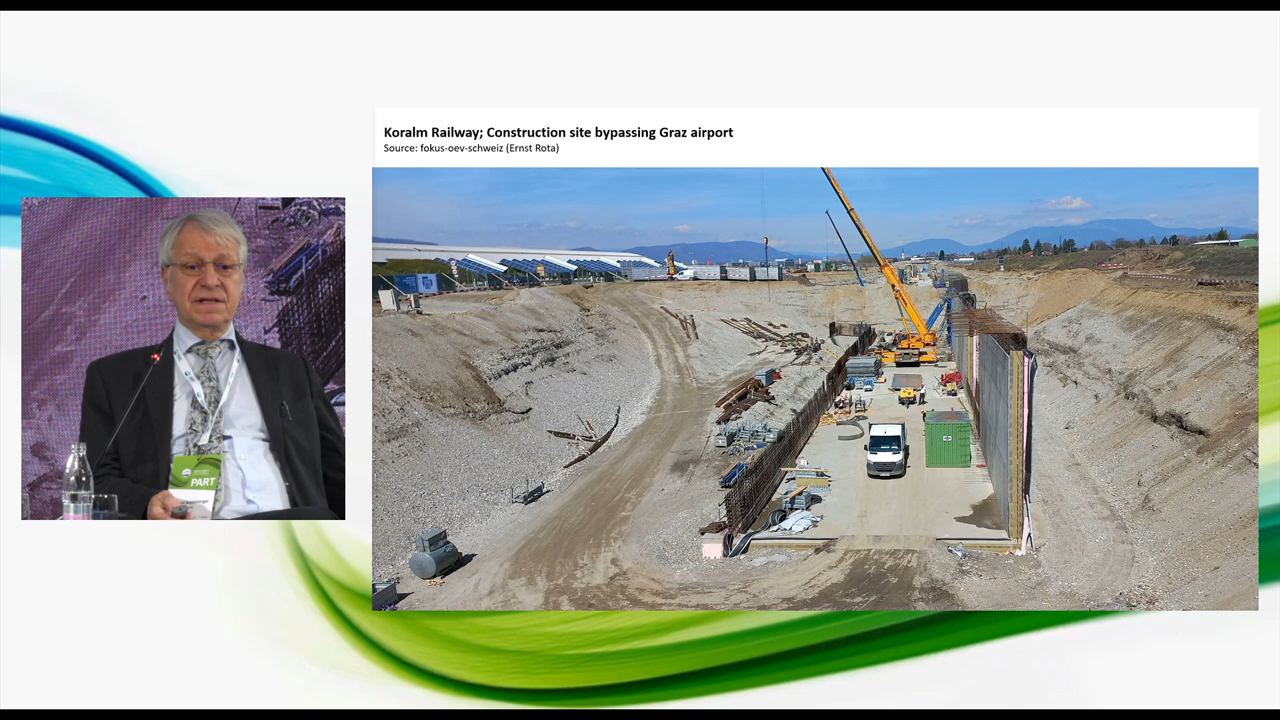 Koralm Railway; Construction site bypassing Graz airport
Source: fokus-oev-schweiz (Ernst Rota)
PART